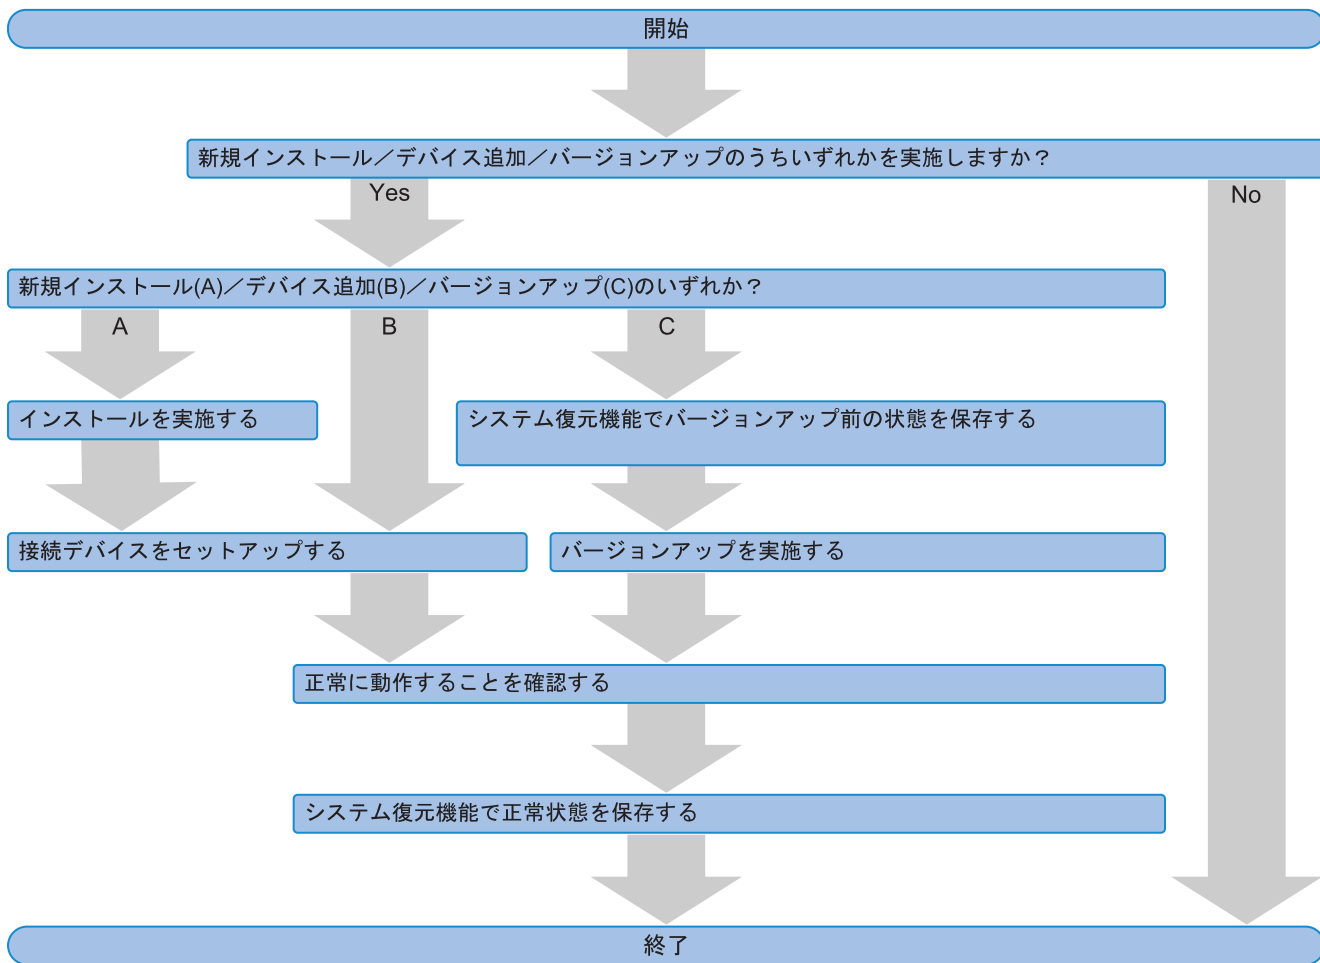 開始
新規インストール／デバイス追加／バージョンアップのうちいずれかを実施しますか？
Yes
No
新規インストール(A)／デバイス追加(B)／バージョンアップ(C)のいずれか？
A
B
C
インストールを実施する
システム復元機能でバージョンアップ前の状態を保存する
接続デバイスをセットアップする
バージョンアップを実施する
正常に動作することを確認する
システム復元機能で正常状態を保存する
終了